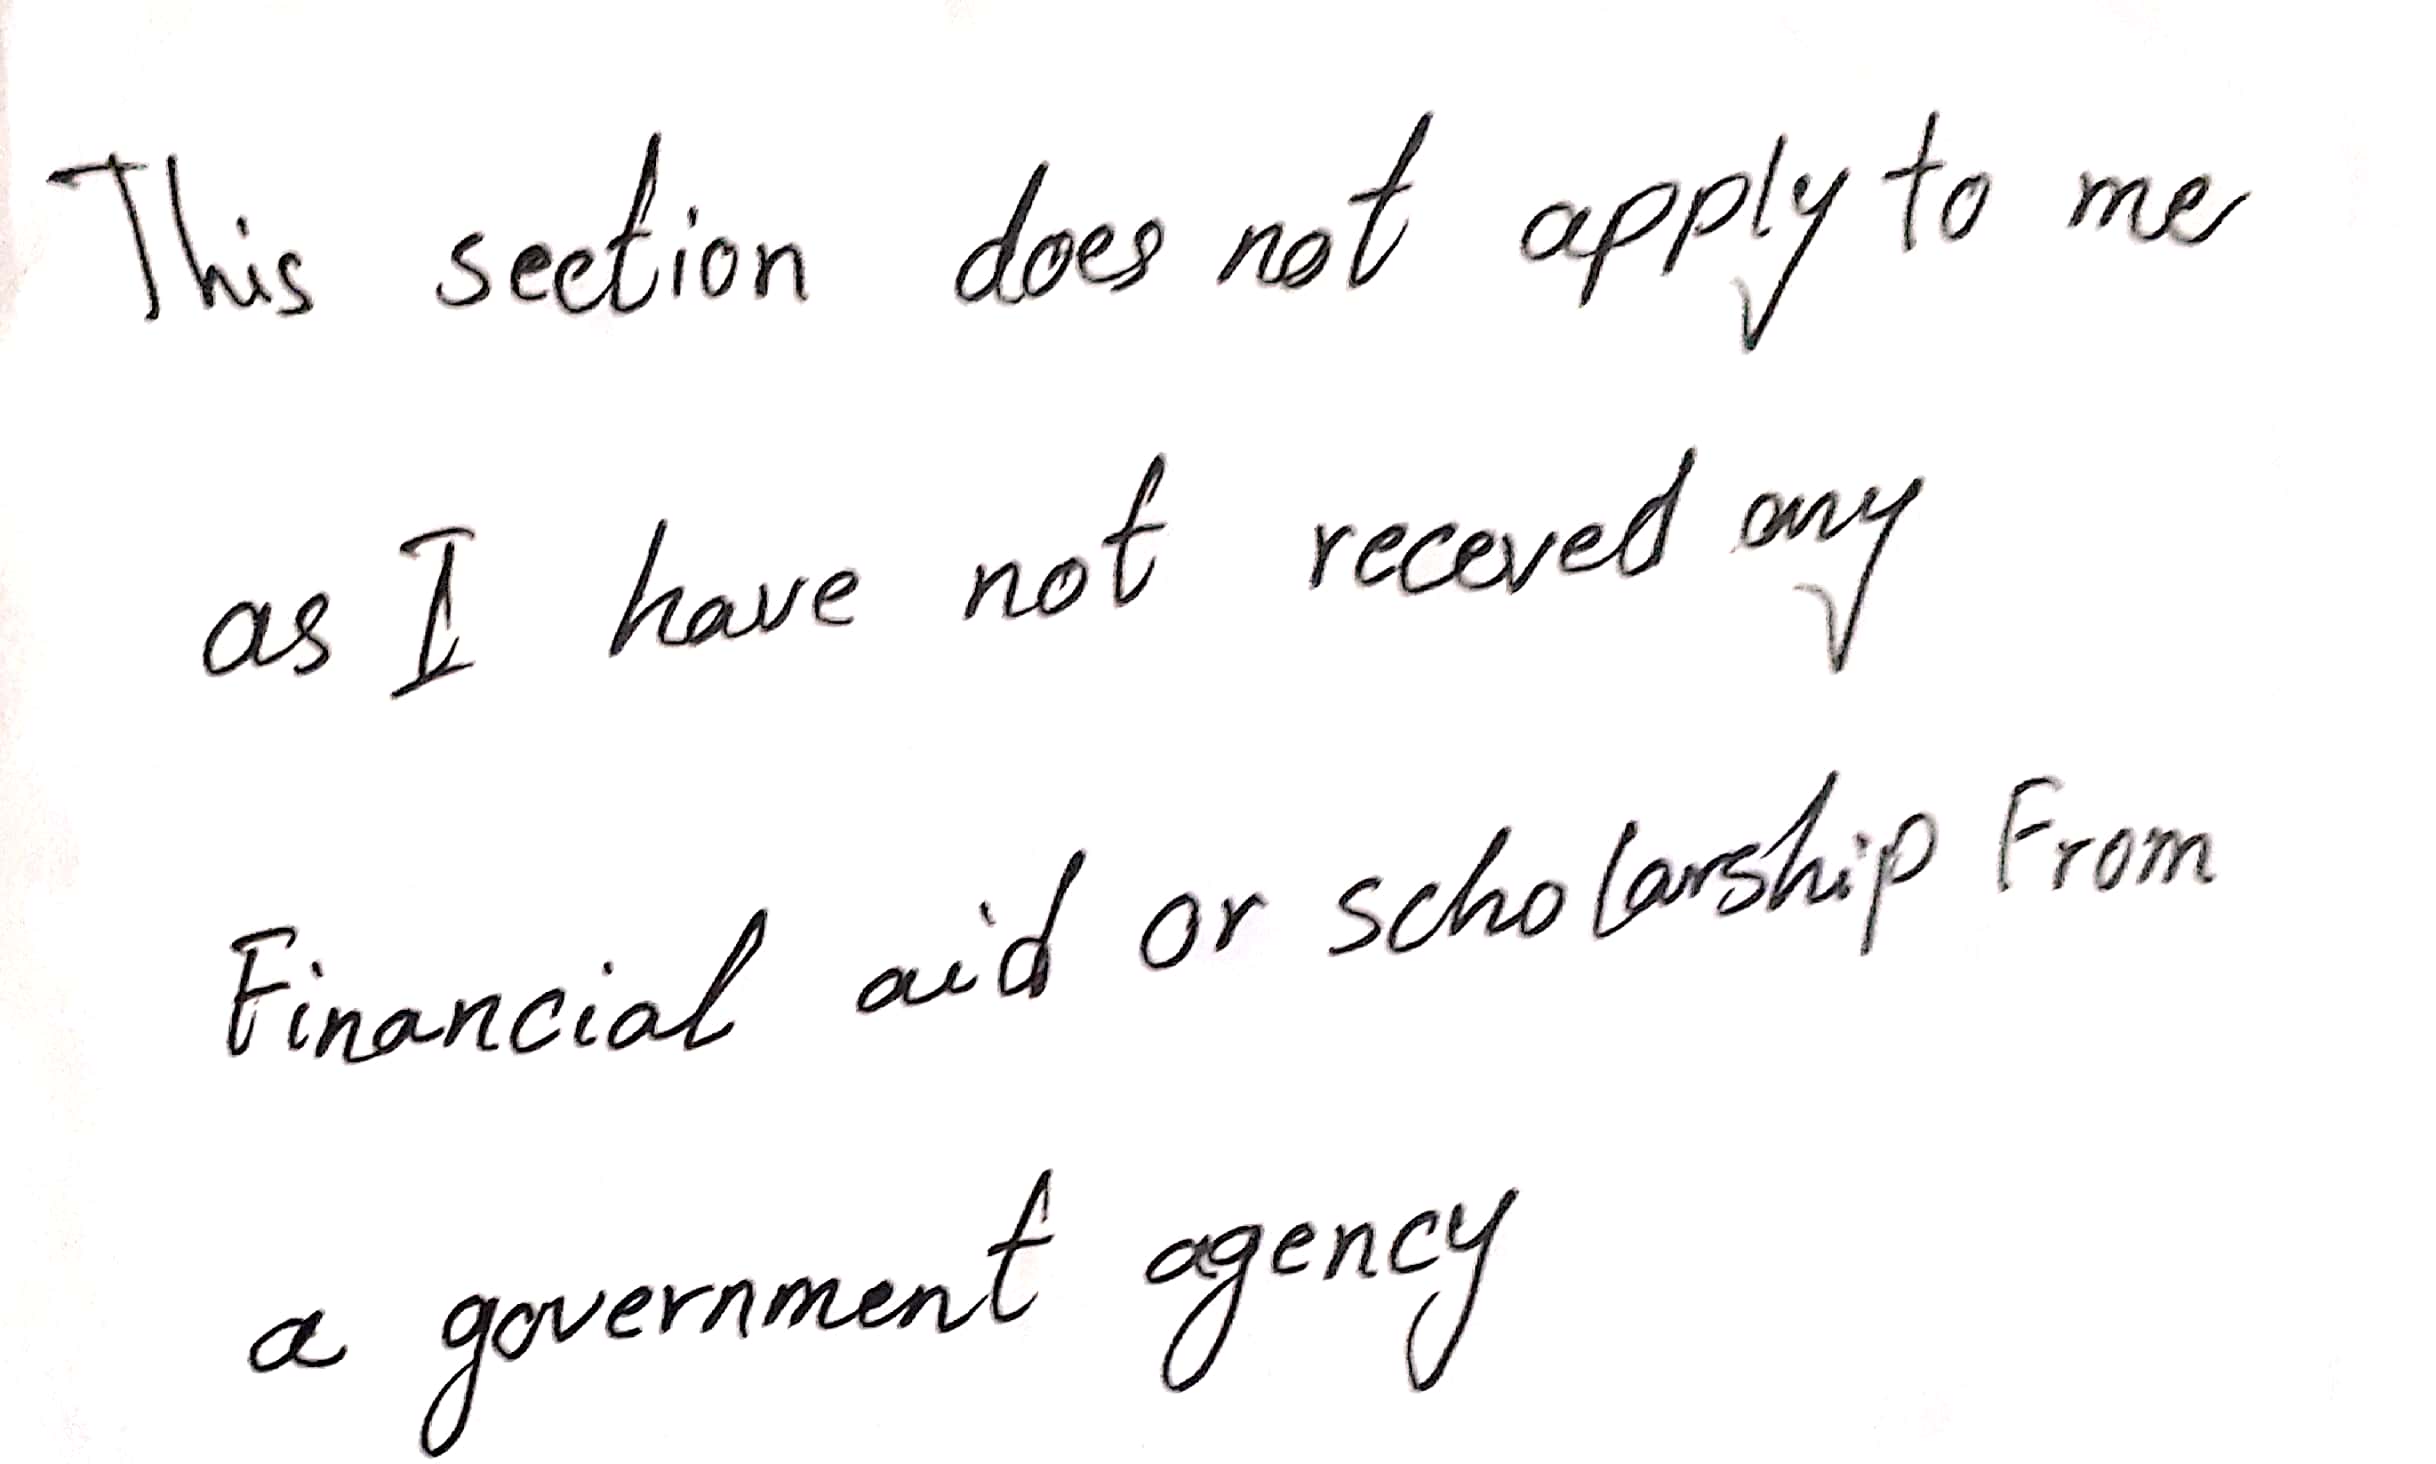 This section does not apply to me
as I have not receved any
Financial aid or scholarship From
a government agency